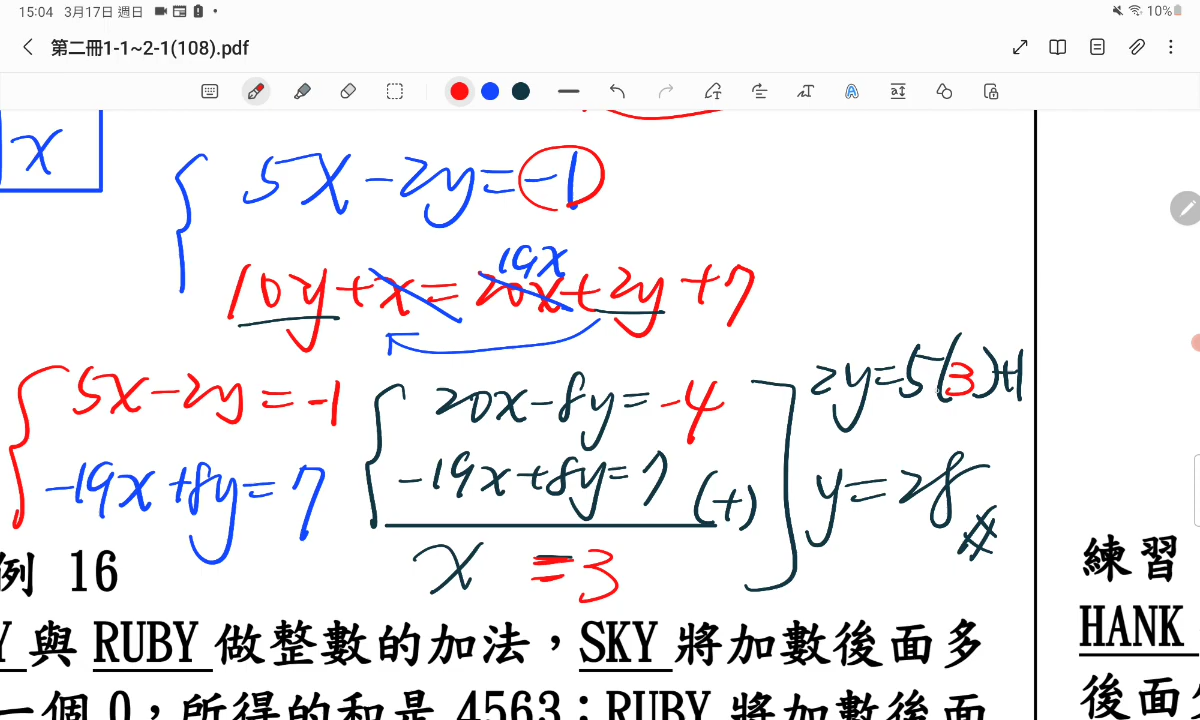 15:04 3月17日 週日
10%
第二冊1-1~2-1(108).pdf
x
5x-2y=-1
19x
10y+x=20x+2y+7
5x-2y=-1
-19x+8y=7
20x-8y=-4
-19x+8y=7 (+)
x =3
2y=5(3)+1
y=28 #
例 16
Y 與 RUBY 做整數的加法，SKY 將加數後面多
一個 0，所得的和是 4563；RUBY 將加數後面
練習
HANK
後面